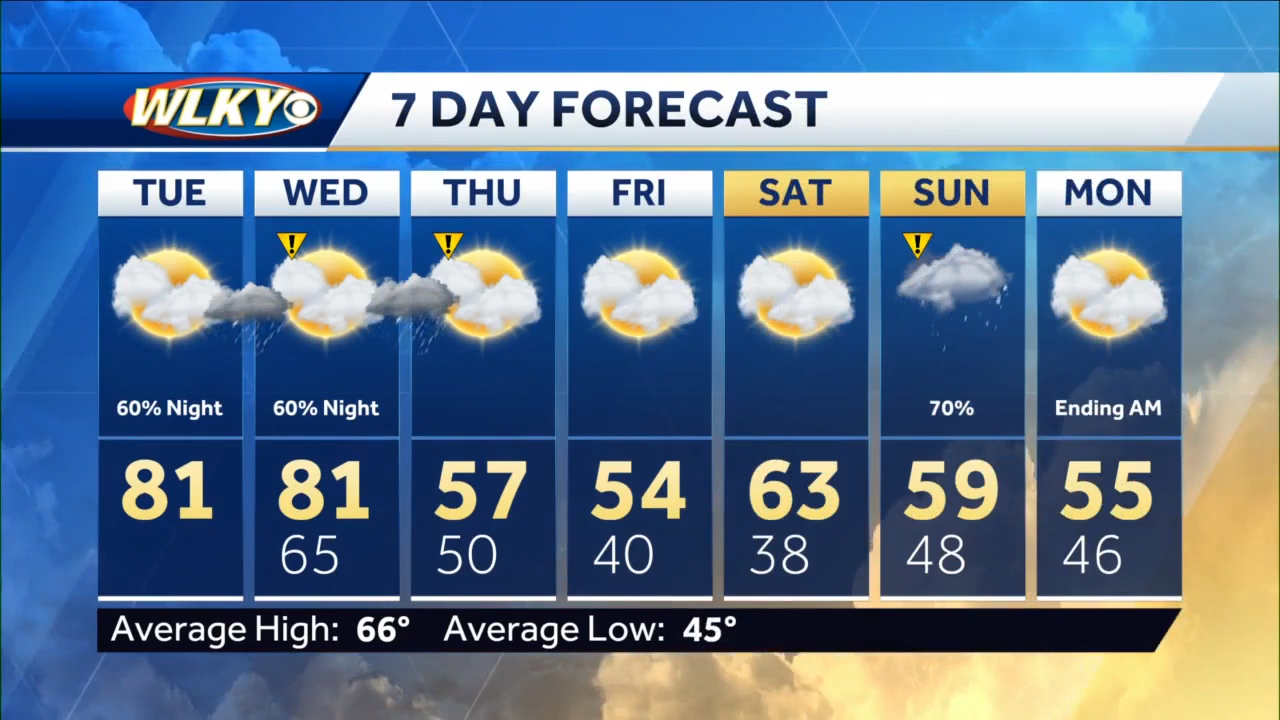 WLKY
7 DAY FORECAST
TUE WED THU FRI SAT SUN MON
! ! !
60% Night 60% Night 70% Ending AM
81 81 57 54 63 59 55
65 50 40 38 48 46
Average High: 66° Average Low: 45°